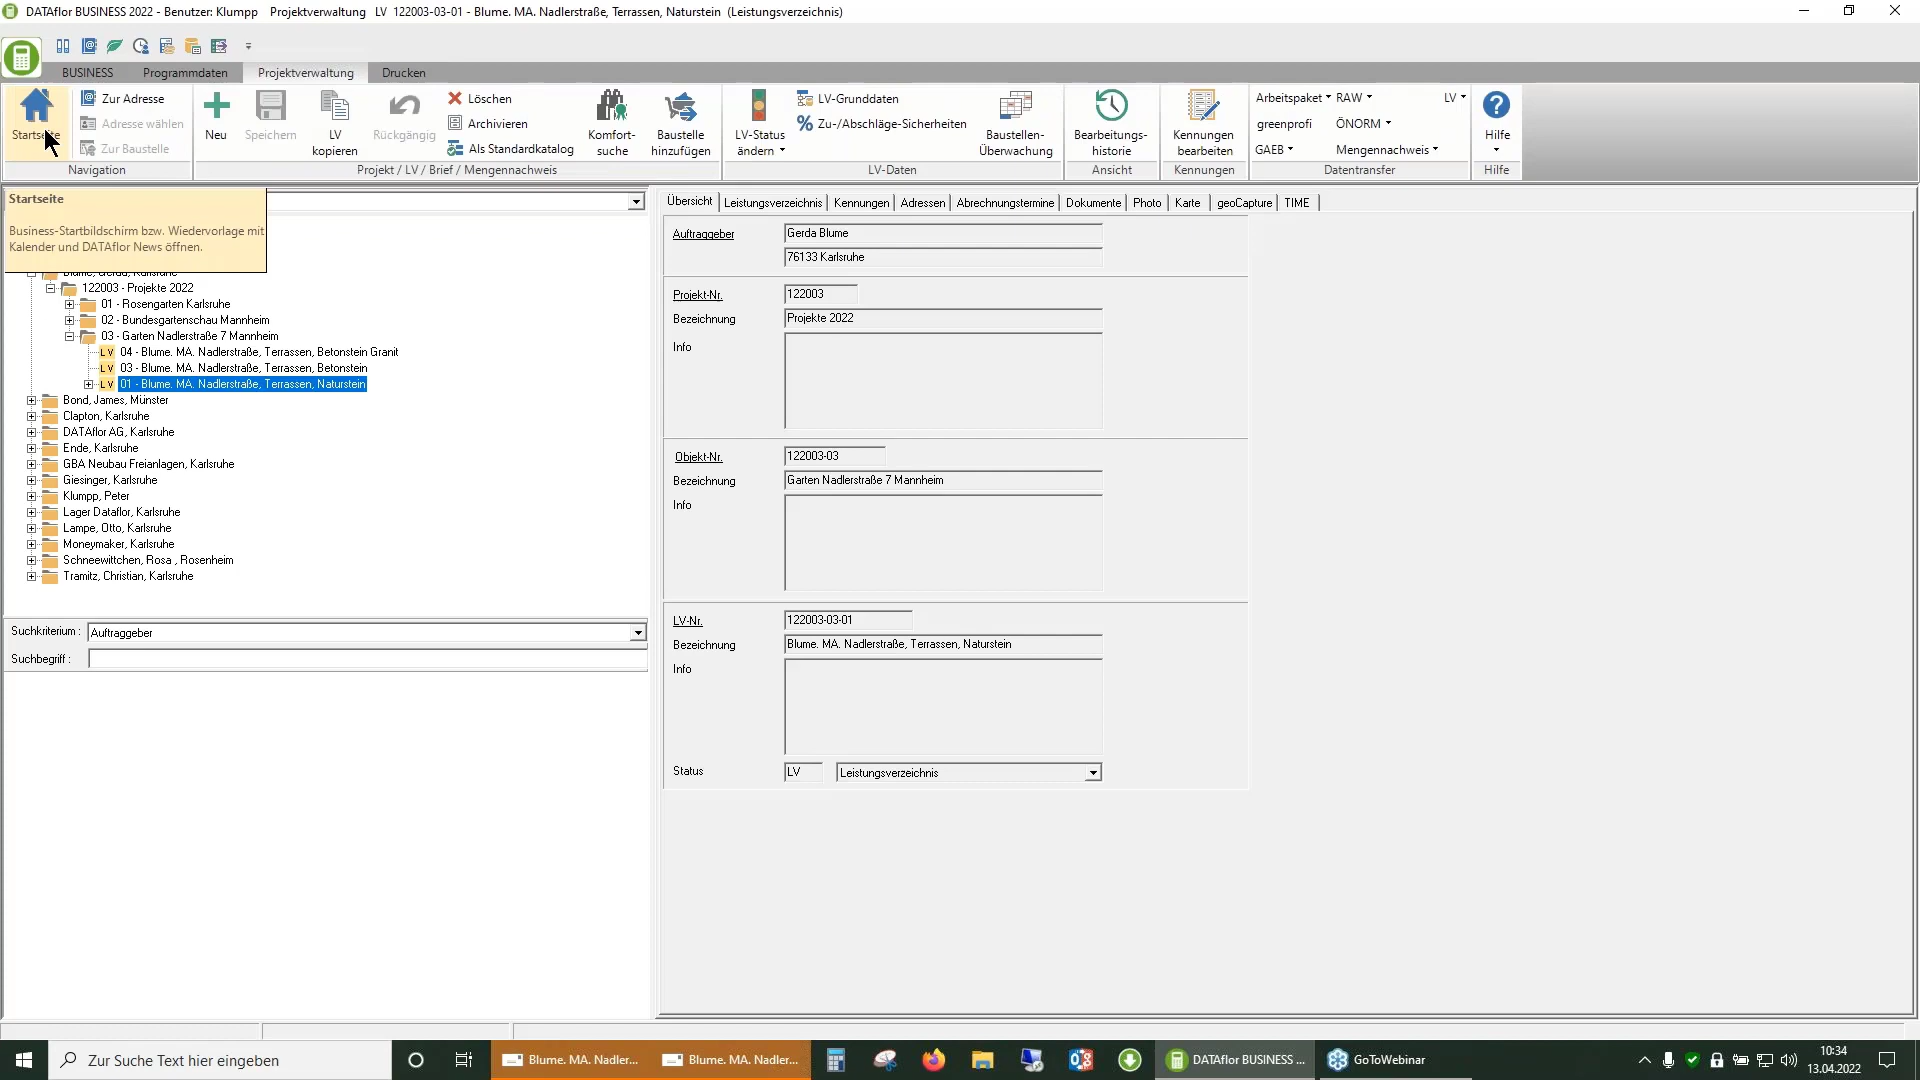 DATAflor BUSINESS 2022 - Benutzer: Klumpp Projektverwaltung LV 122003-03-01 - Blume. MA. Nadlerstraße, Terrassen, Naturstein (Leistungsverzeichnis)
BUSINESS Programmdaten Projektverwaltung Drucken
Startseite
Zur Adresse
Adresse wählen
Zur Baustelle
Navigation
Neu
Speichern
LV kopieren
Rückgängig
Löschen
Archivieren
Als Standardkatalog
Komfort-suche
Baustelle hinzufügen
Projekt / LV / Brief / Mengennachweis
LV-Status ändern
LV-Grunddaten
Zu-/Abschläge-Sicherheiten
Baustellen-Überwachung
LV-Daten
Bearbeitungs-historie
Ansicht
Kennungen bearbeiten
Kennungen
Arbeitspaket RAW LV
greenprofi ÖNORM
GAEB Mengennachweis
Datentransfer
Hilfe
Hilfe
Startseite
Business-Startbildschirm bzw. Wiedervorlage mit
Kalender und DATAflor News öffnen.
Blume, Gerda, Karlsruhe
122003 - Projekte 2022
01 - Rosengarten Karlsruhe
02 - Bundesgartenschau Mannheim
03 - Garten Nadlerstraße 7 Mannheim
LV 04 - Blume. MA. Nadlerstraße, Terrassen, Betonstein Granit
LV 03 - Blume. MA. Nadlerstraße, Terrassen, Betonstein
LV 01 - Blume. MA. Nadlerstraße, Terrassen, Naturstein
Bond, James, Münster
Clapton, Karlsruhe
DATAflor AG, Karlsruhe
Ende, Karlsruhe
GBA Neubau Freianlagen, Karlsruhe
Giesinger, Karlsruhe
Klumpp, Peter
Lager Dataflor, Karlsruhe
Lampe, Otto, Karlsruhe
Moneymaker, Karlsruhe
Schneewittchen, Rosa , Rosenheim
Tramitz, Christian, Karlsruhe
Suchkriterium : Auftraggeber
Suchbegriff :
Übersicht Leistungsverzeichnis Kennungen Adressen Abrechnungstermine Dokumente Photo Karte geoCapture TIME
Auftraggeber Gerda Blume
76133 Karlsruhe
Projekt-Nr. 122003
Bezeichnung Projekte 2022
Info
Objekt-Nr. 122003-03
Bezeichnung Garten Nadlerstraße 7 Mannheim
Info
LV-Nr. 122003-03-01
Bezeichnung Blume. MA. Nadlerstraße, Terrassen, Naturstein
Info
Status LV Leistungsverzeichnis
Zur Suche Text hier eingeben
Blume. MA. Nadler...
Blume. MA. Nadler...
DATAflor BUSINESS ...
GoToWebinar
10:34
13.04.2022